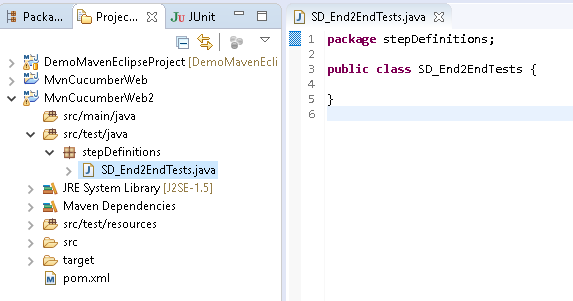 Packa...
Projec...
JUnit
DemoMavenEclipseProject [DemoMavenEcli
MvnCucumberWeb
MvnCucumberWeb2
src/main/java
src/test/java
stepDefinitions
SD_End2EndTests.java
JRE System Library [J2SE-1.5]
Maven Dependencies
src/test/resources
src
target
pom.xml
SD_End2EndTests.java
1 package stepDefinitions;
2
3 public class SD_End2EndTests {
4
5 }
6